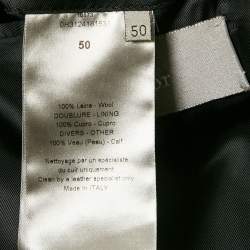 50
50
100% Laine - Wool
DOUBLURE - LINING
100% Cupro - Cupro
DIVERS - OTHER
100% Veau (Peau) - Calf
Nettoyage par un spécialiste
du cuir uniquement
Clean by a leather specialist only
Made in ITALY